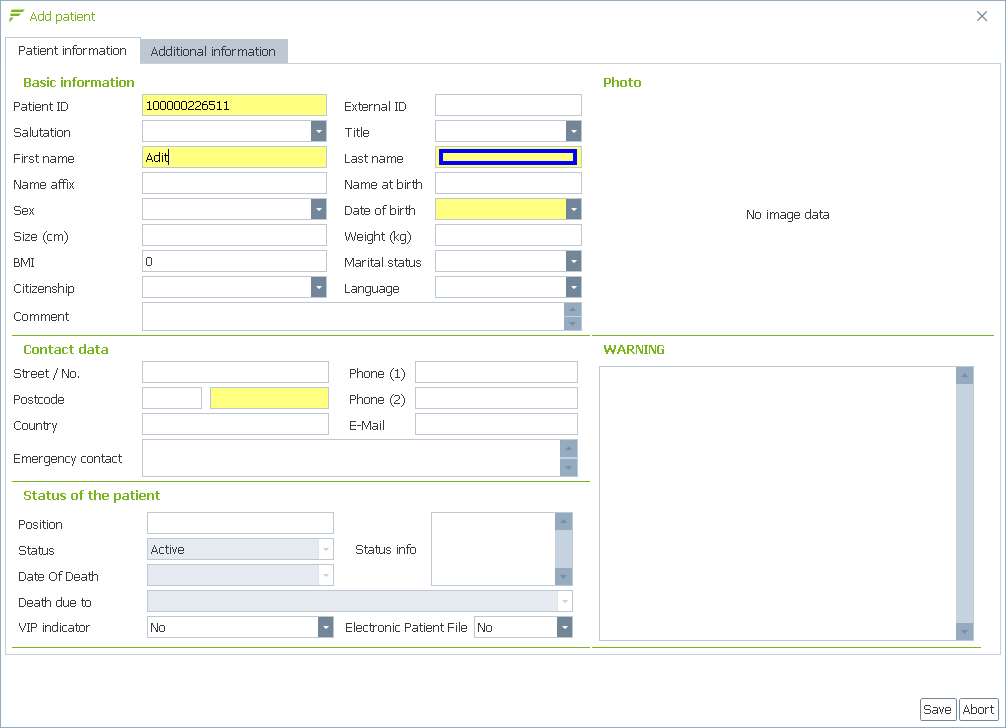 Add patient
Patient information Additional information
Basic information Photo
Patient ID 100000226511 External ID
Salutation Title
First name Adit Last name
Name affix Name at birth
Sex Date of birth
No image data
Size (cm) Weight (kg)
BMI 0 Marital status
Citizenship Language
Comment
Contact data WARNING
Street / No. Phone (1)
Postcode Phone (2)
Country E-Mail
Emergency contact
Status of the patient
Position
Status Active Status info
Date Of Death
Death due to
VIP indicator No Electronic Patient File No
Save Abort